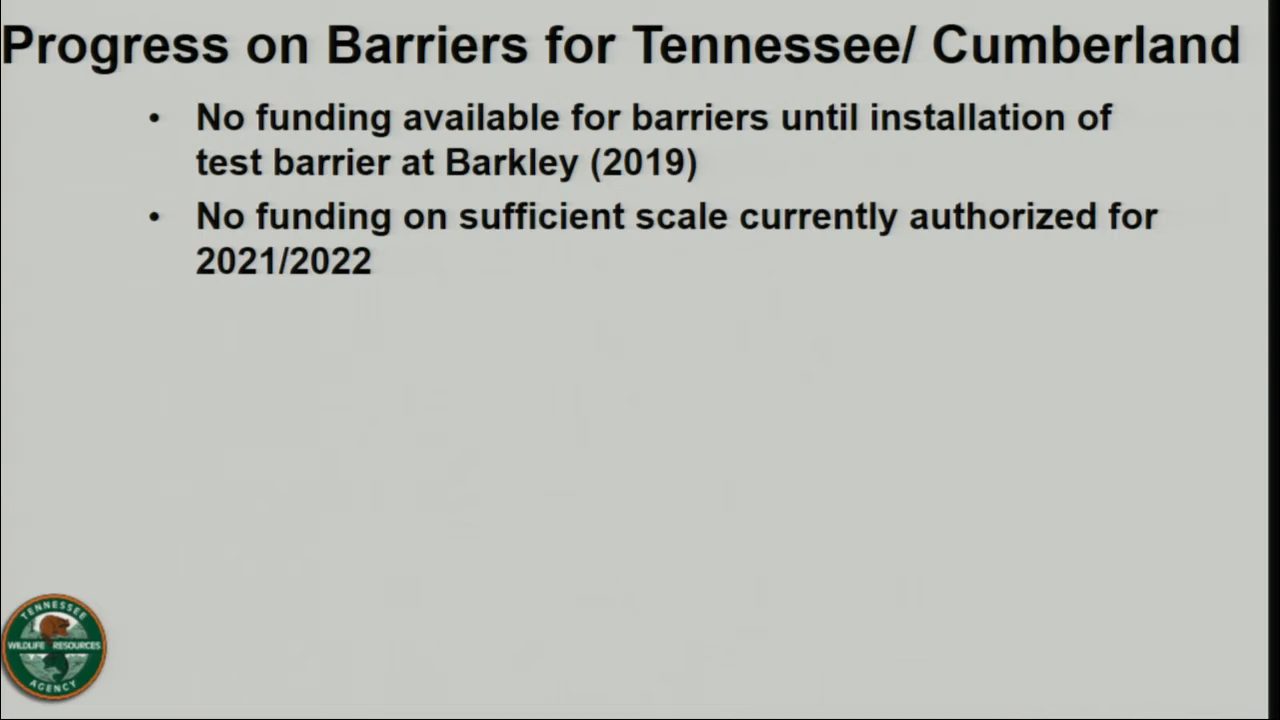 Progress on Barriers for Tennessee/ Cumberland
• No funding available for barriers until installation of
test barrier at Barkley (2019)
• No funding on sufficient scale currently authorized for
2021/2022
TENNESSEE
WILDLIFE RESOURCES
AGENCY